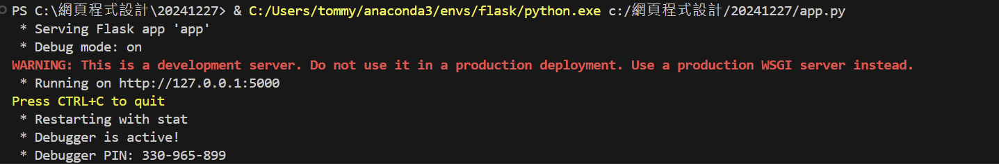 PS C:\網頁程式設計\20241227> & C:/Users/tommy/anaconda3/envs/flask/python.exe c:/網頁程式設計/20241227/app.py
 * Serving Flask app 'app'
 * Debug mode: on
WARNING: This is a development server. Do not use it in a production deployment. Use a production WSGI server instead.
 * Running on http://127.0.0.1:5000
Press CTRL+C to quit
 * Restarting with stat
 * Debugger is active!
 * Debugger PIN: 330-965-899